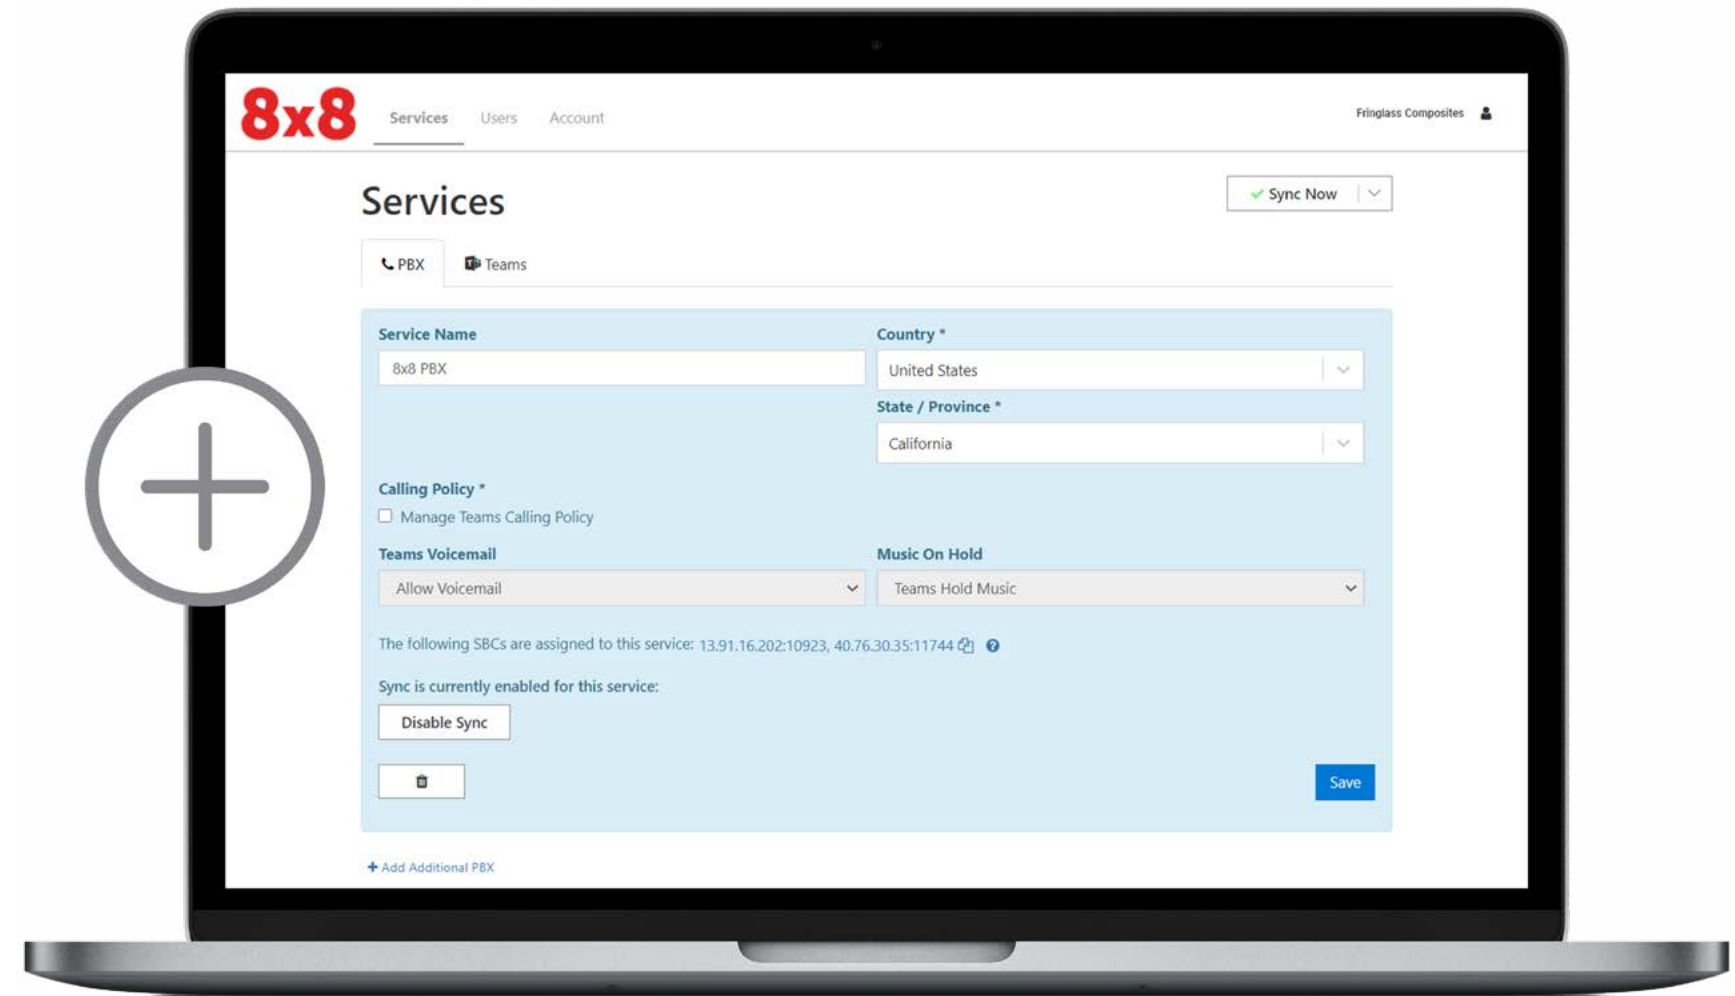 8x8 Services Users Account Fringlass Composites
Services Sync Now
PBX Teams
Service Name Country *
8x8 PBX United States
State / Province *
California
Calling Policy *
Manage Teams Calling Policy
Teams Voicemail Music On Hold
Allow Voicemail Teams Hold Music
The following SBCs are assigned to this service: 13.91.16.202:10923, 40.76.30.35:11744
Sync is currently enabled for this service:
Disable Sync
Save
+ Add Additional PBX